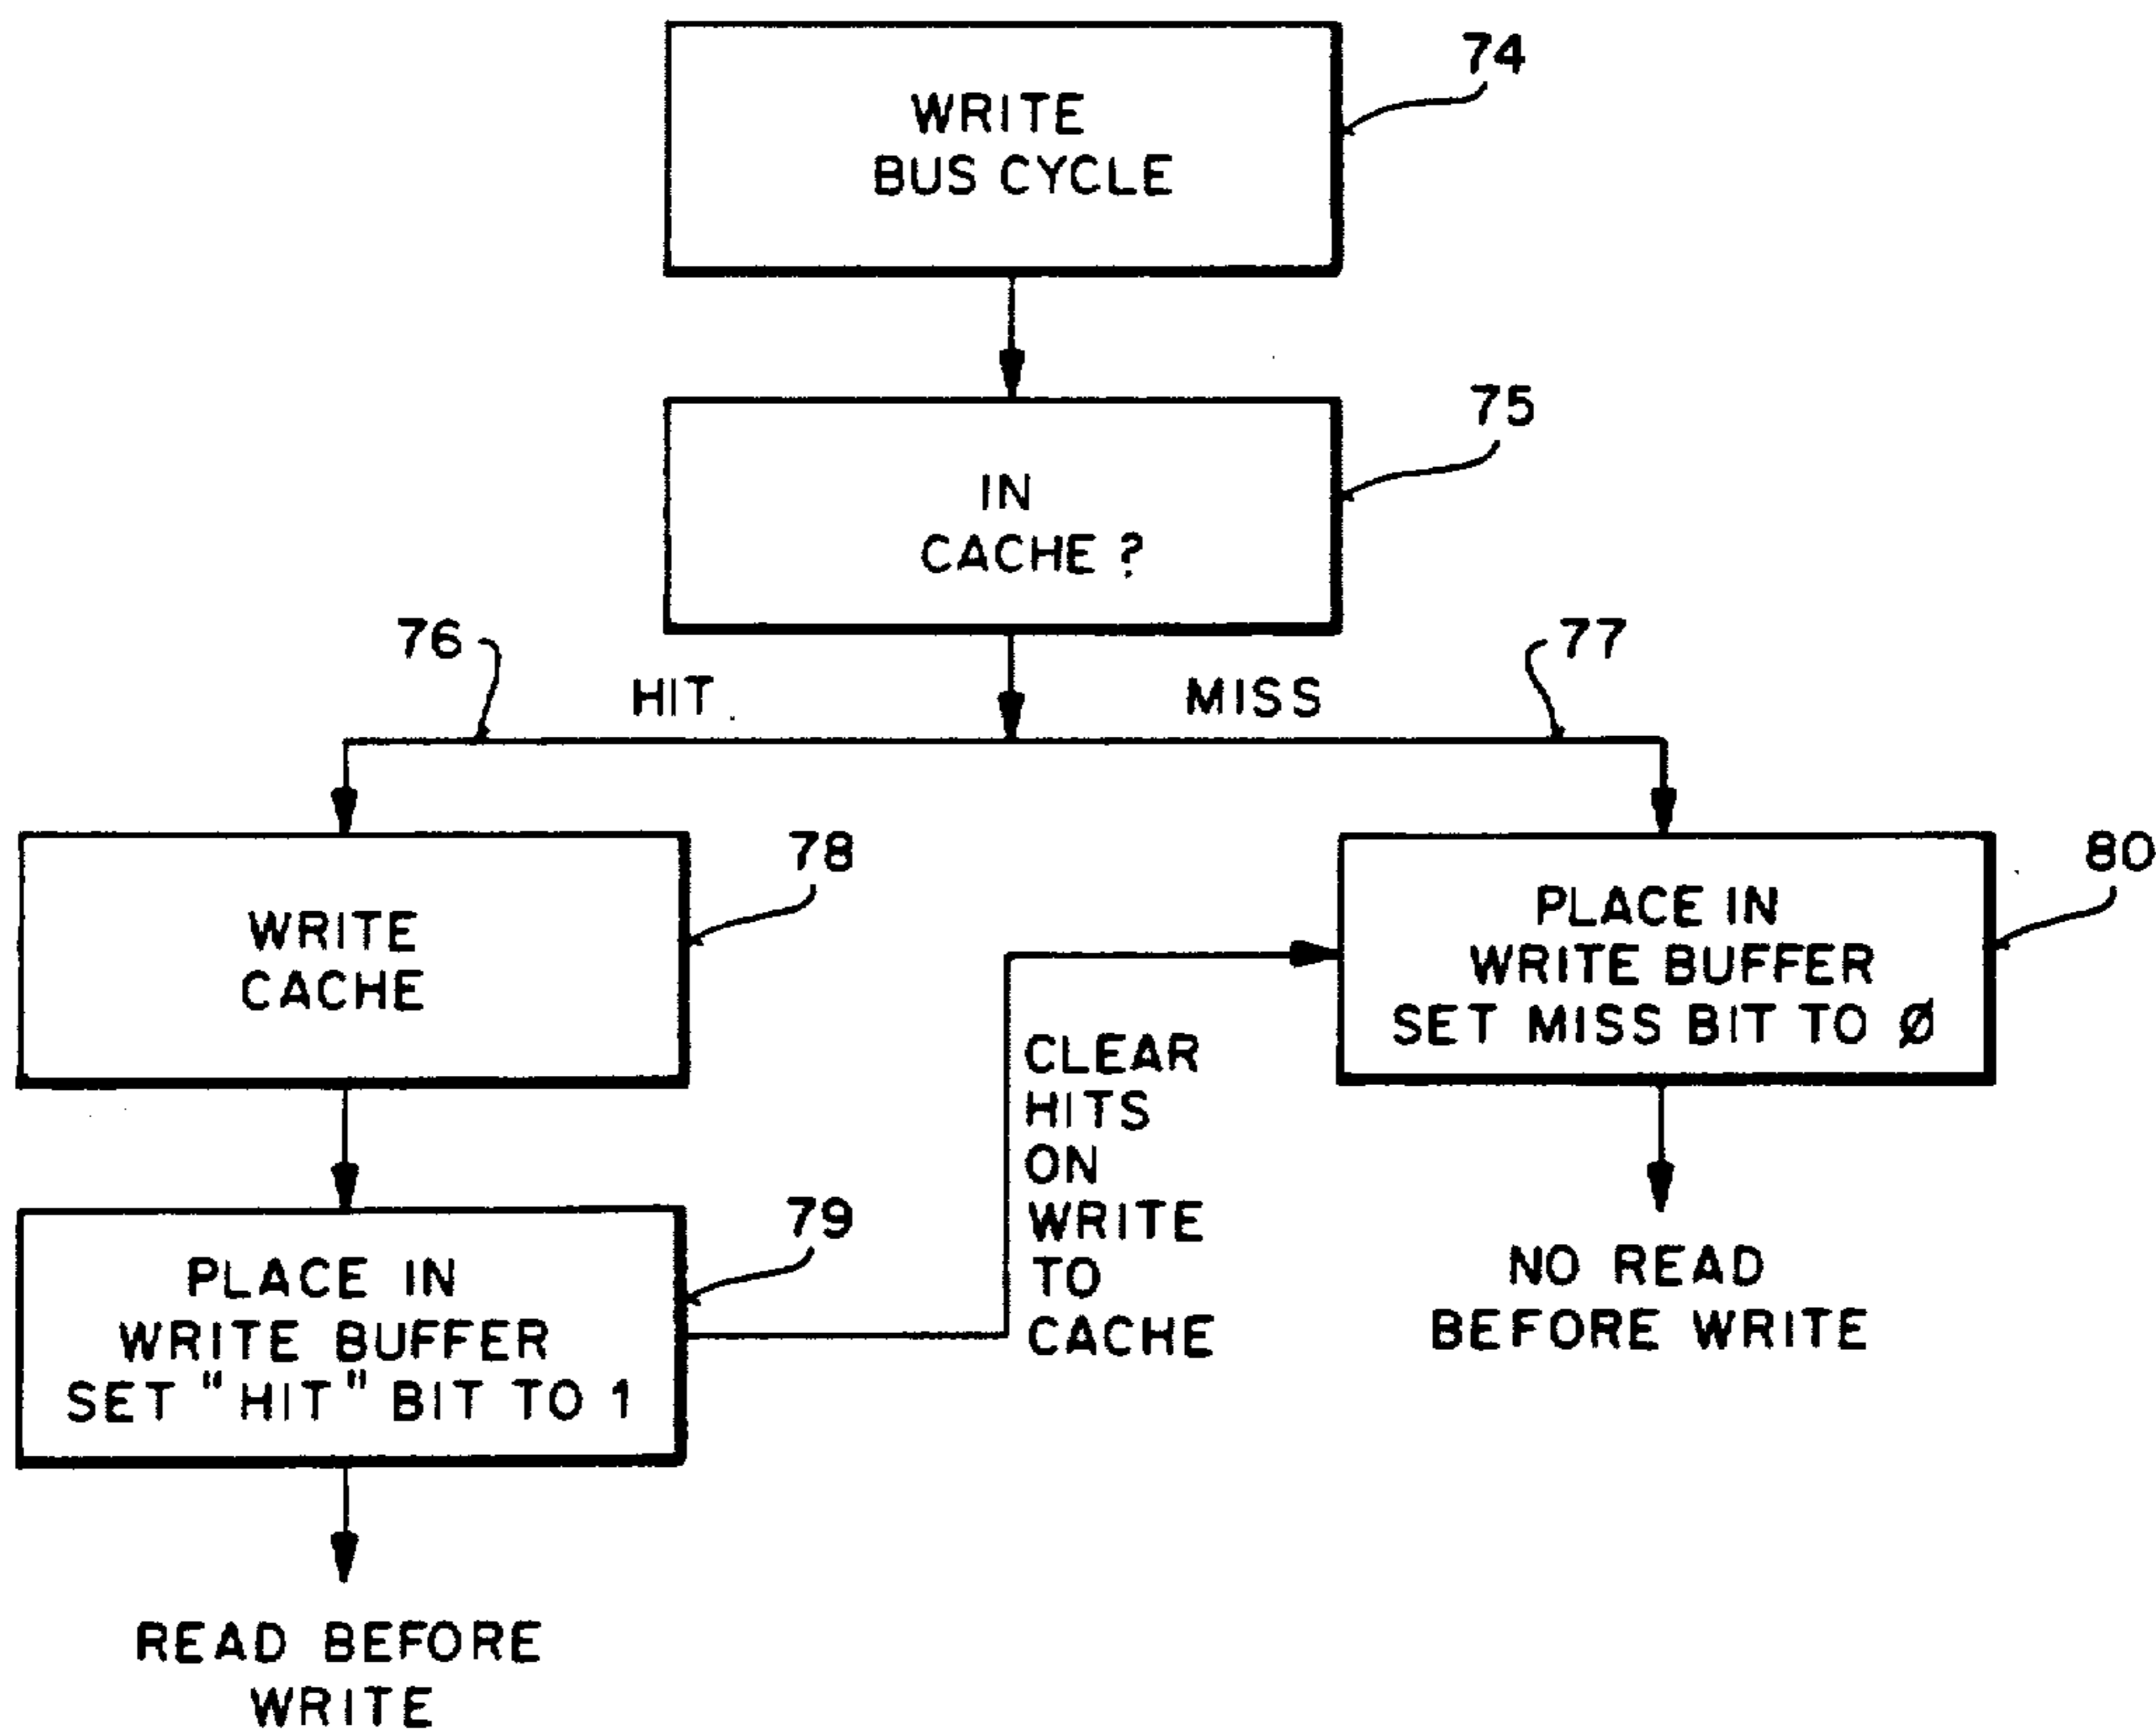 74
WRITE
BUS CYCLE
75
IN
CACHE ?
76
HIT
MISS
77
78
WRITE
CACHE
80
PLACE IN
WRITE BUFFER
SET MISS BIT TO Ø
CLEAR
HITS
ON
WRITE
TO
CACHE
79
PLACE IN
WRITE BUFFER
SET "HIT" BIT TO 1
NO READ
BEFORE WRITE
READ BEFORE
WRITE